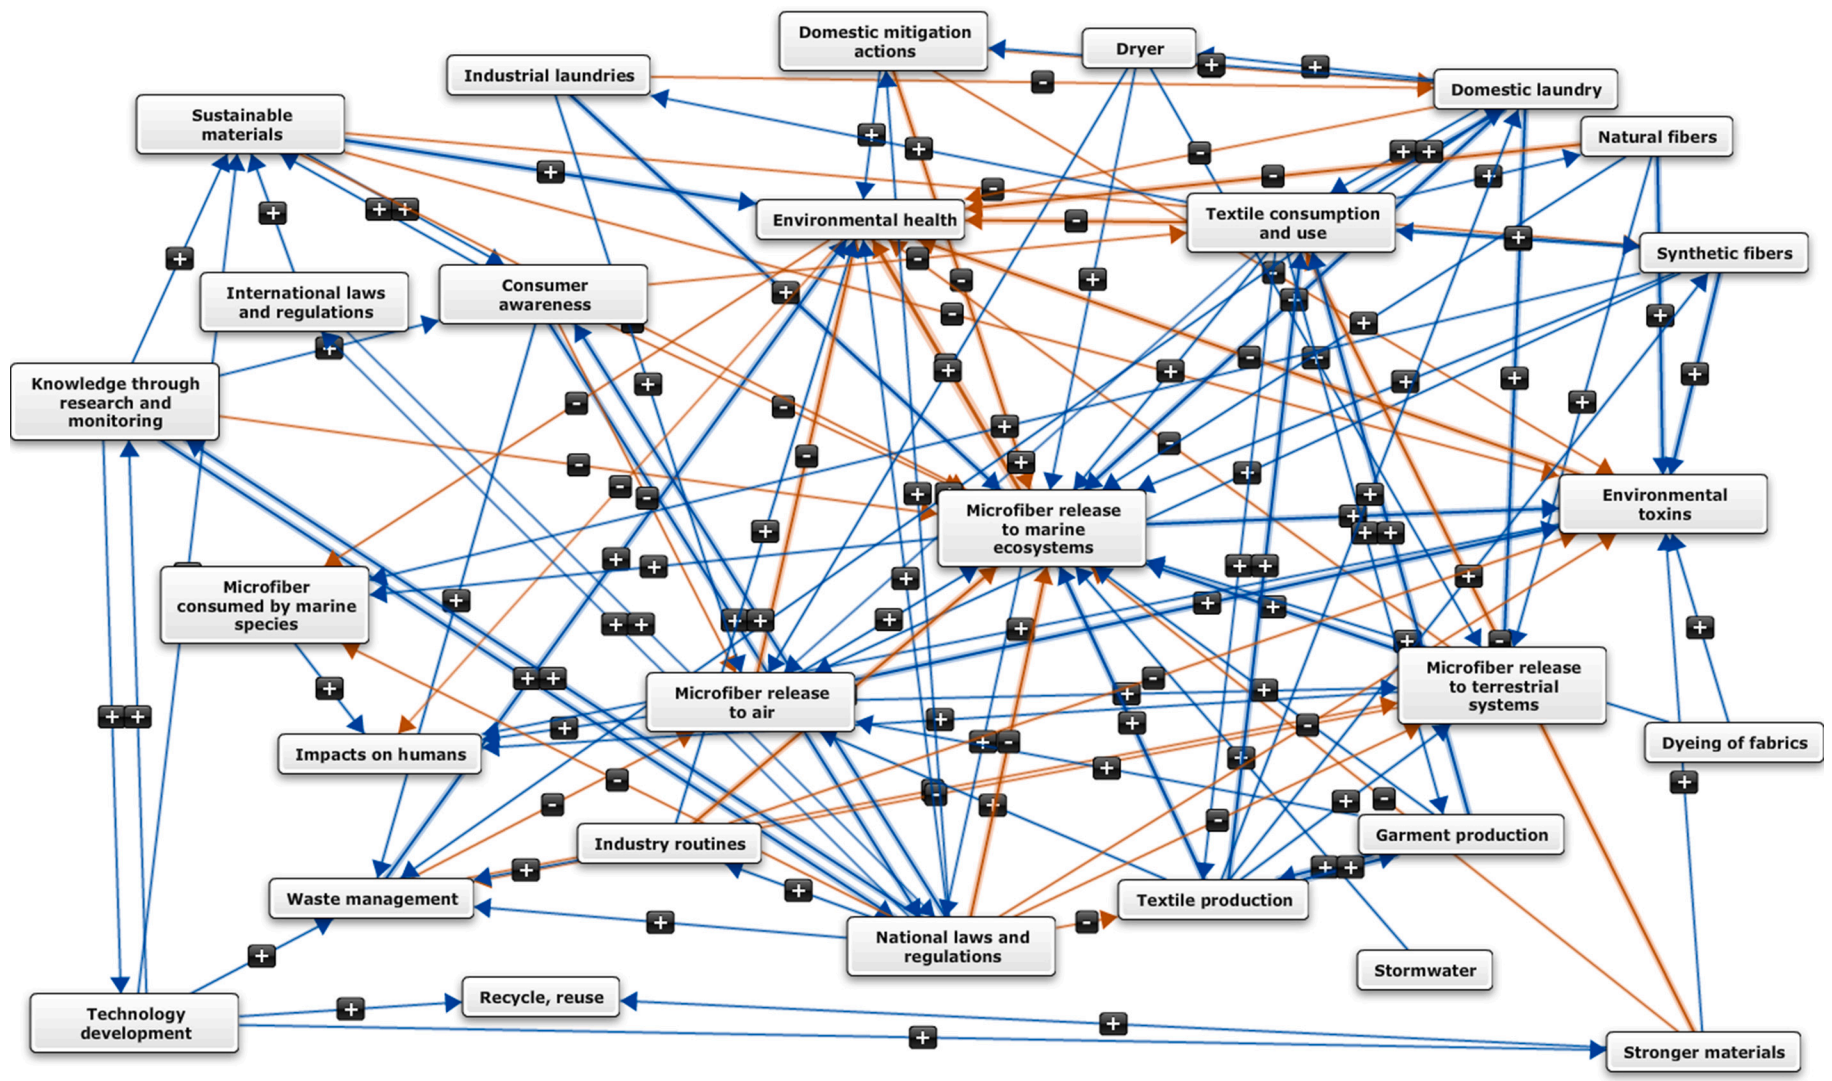 Domestic mitigation
actions
Dryer
Industrial laundries
Domestic laundry
Sustainable
materials
Natural fibers
Environmental health
Textile consumption
and use
Synthetic fibers
International laws
and regulations
Consumer
awareness
Knowledge through
research and
monitoring
Microfiber release
to marine
ecosystems
Environmental
toxins
Microfiber
consumed by marine
species
Microfiber release
to air
Microfiber release
to terrestrial
systems
Impacts on humans
Dyeing of fabrics
Industry routines
Garment production
Waste management
Textile production
National laws and
regulations
Stormwater
Technology
development
Recycle, reuse
Stronger materials